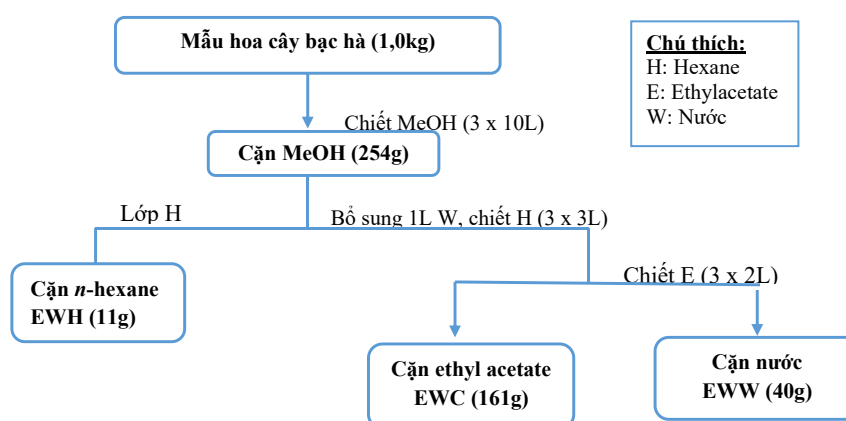 Mẫu hoa cây bạc hà (1,0kg)
Chú thích:
H: Hexane
E: Ethylacetate
W: Nước
Chiết MeOH (3 x 10L)
Cặn MeOH (254g)
Lớp H
Bổ sung 1L W, chiết H (3 x 3L)
Chiết E (3 x 2L)
Cặn n-hexane
EWH (11g)
Cặn ethyl acetate
EWC (161g)
Cặn nước
EWW (40g)